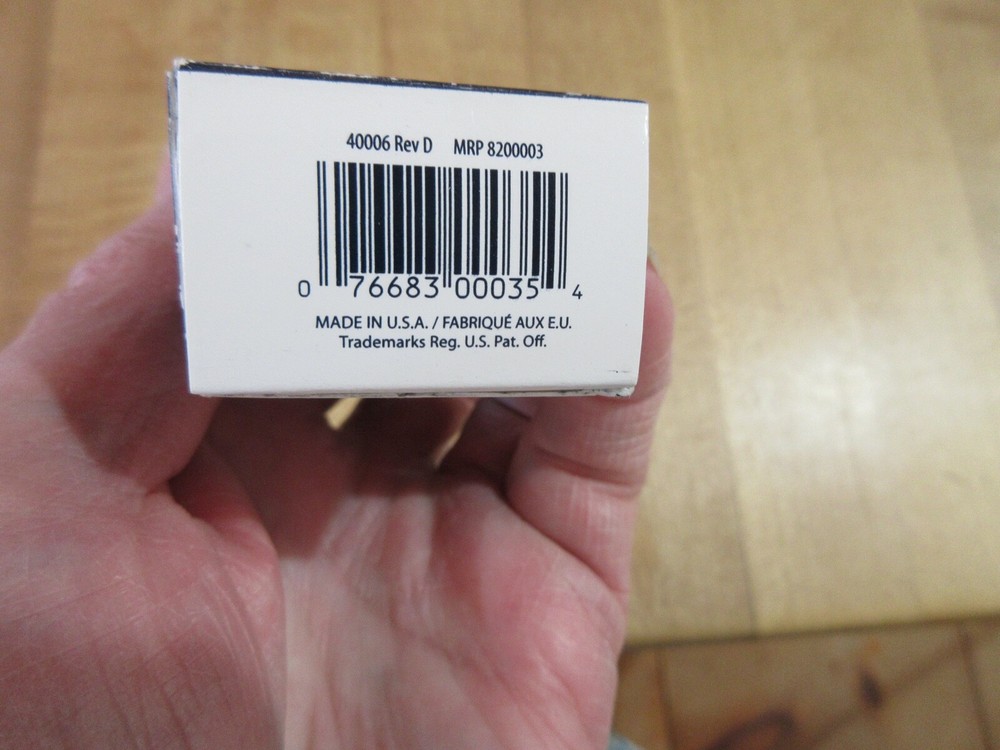 40006 Rev D MRP 8200003
0 76683 00035 4
MADE IN U.S.A. / FABRIQUÉ AUX E.U.
Trademarks Reg. U.S. Pat. Off.